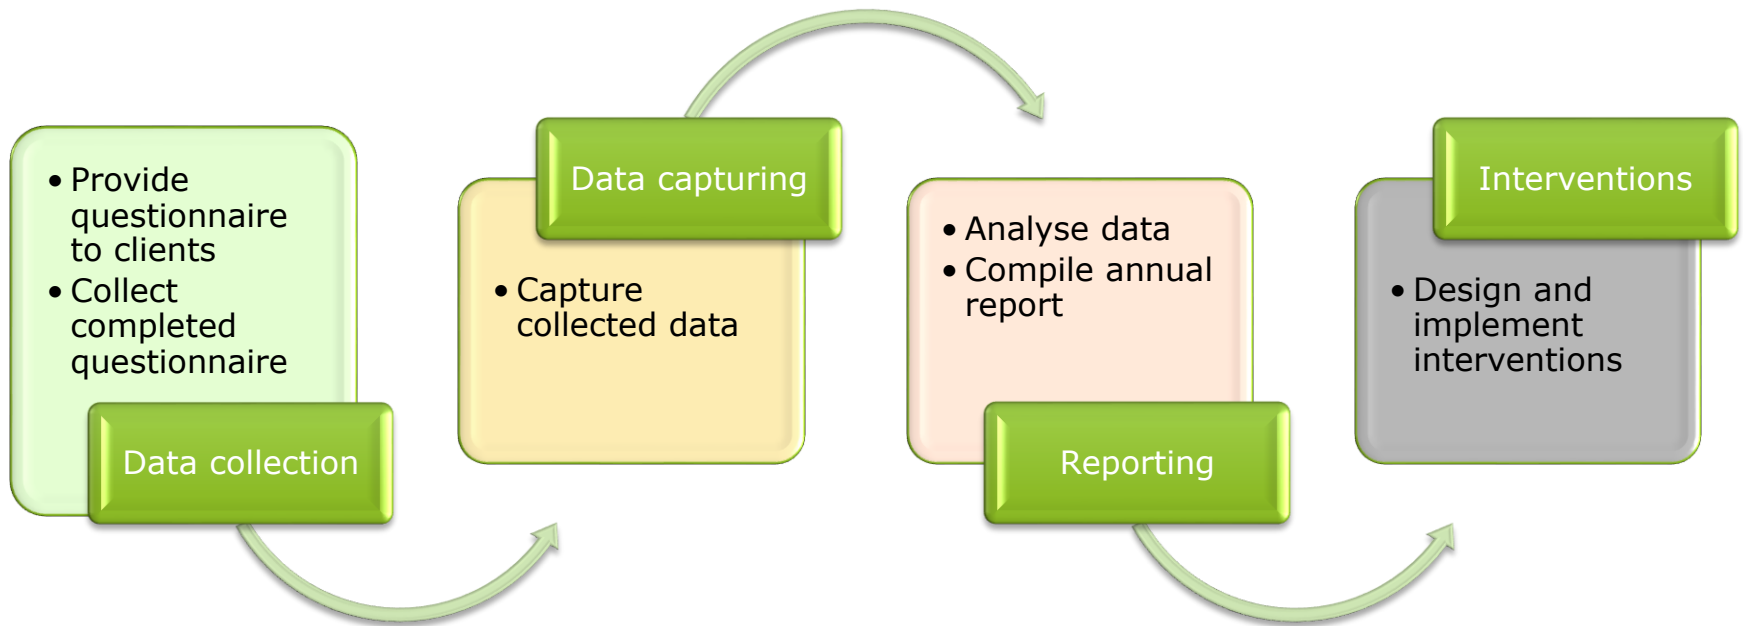 • Provide
questionnaire
to clients
• Collect
completed
questionnaire
Data collection
Data capturing
• Capture
collected data
• Analyse data
• Compile annual
report
Reporting
Interventions
• Design and
implement
interventions